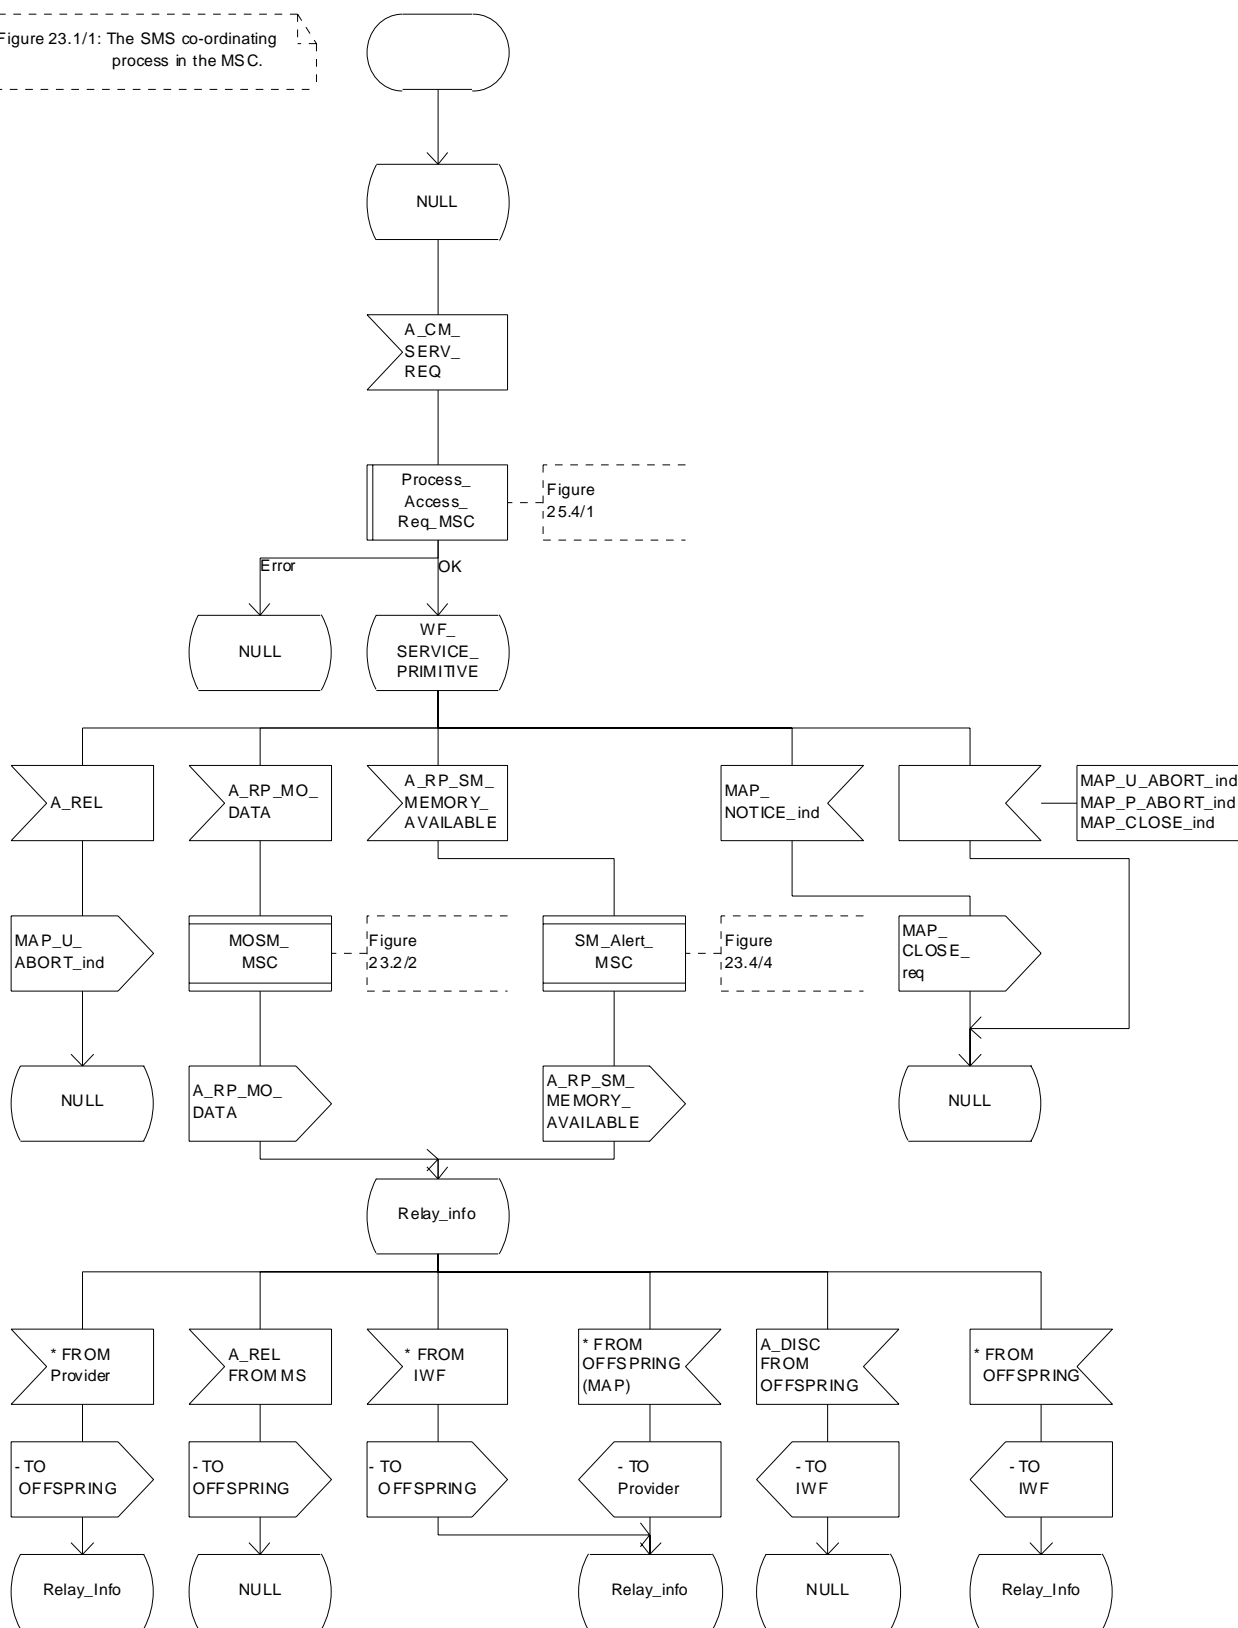 Figure 23.1/1: The SMS co-ordinating
process in the MSC.
NULL
A_CM_
SERV_
REQ
Process_
Access_
Req_MSC
Figure
25.4/1
Error
OK
NULL
WF_
SERVICE_
PRIMITIVE
A_REL
A_RP_MO_
DATA
A_RP_SM_
MEMORY_
AVAILABLE
MAP_
NOTICE_ind
MAP_U_ABORT_ind
MAP_P_ABORT_ind
MAP_CLOSE_ind
MAP_U_
ABORT_ind
MOSM_
MSC
Figure
23.2/2
SM_Alert_
MSC
Figure
23.4/4
MAP_
CLOSE_
req
NULL
A_RP_MO_
DATA
A_RP_SM_
MEMORY_
AVAILABLE
NULL
Relay_info
* FROM
Provider
A_REL
FROM MS
* FROM
IWF
* FROM
OFFSPRING
(MAP)
A_DISC
FROM
OFFSPRING
* FROM
OFFSPRING
- TO
OFFSPRING
- TO
OFFSPRING
- TO
OFFSPRING
- TO
Provider
- TO
IWF
- TO
IWF
Relay_Info
NULL
Relay_info
NULL
Relay_Info